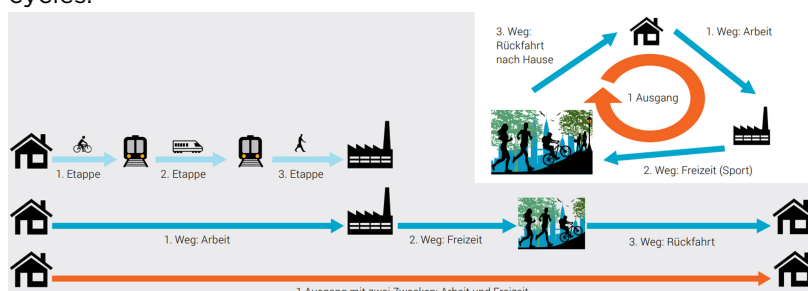 cycles.
3. Weg:
Rückfahrt
nach Hause
1. Weg: Arbeit
1 Ausgang
2. Weg: Freizeit (Sport)
1. Etappe
2. Etappe
3. Etappe
1. Weg: Arbeit
2. Weg: Freizeit
3. Weg: Rückfahrt
1 Ausgang mit zwei Zwecken: Arbeit und Freizeit